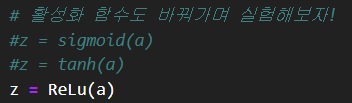 # 활성화 함수도 바꿔가며 실험해보자!
#z = sigmoid(a)
#z = tanh(a)
z = ReLu(a)